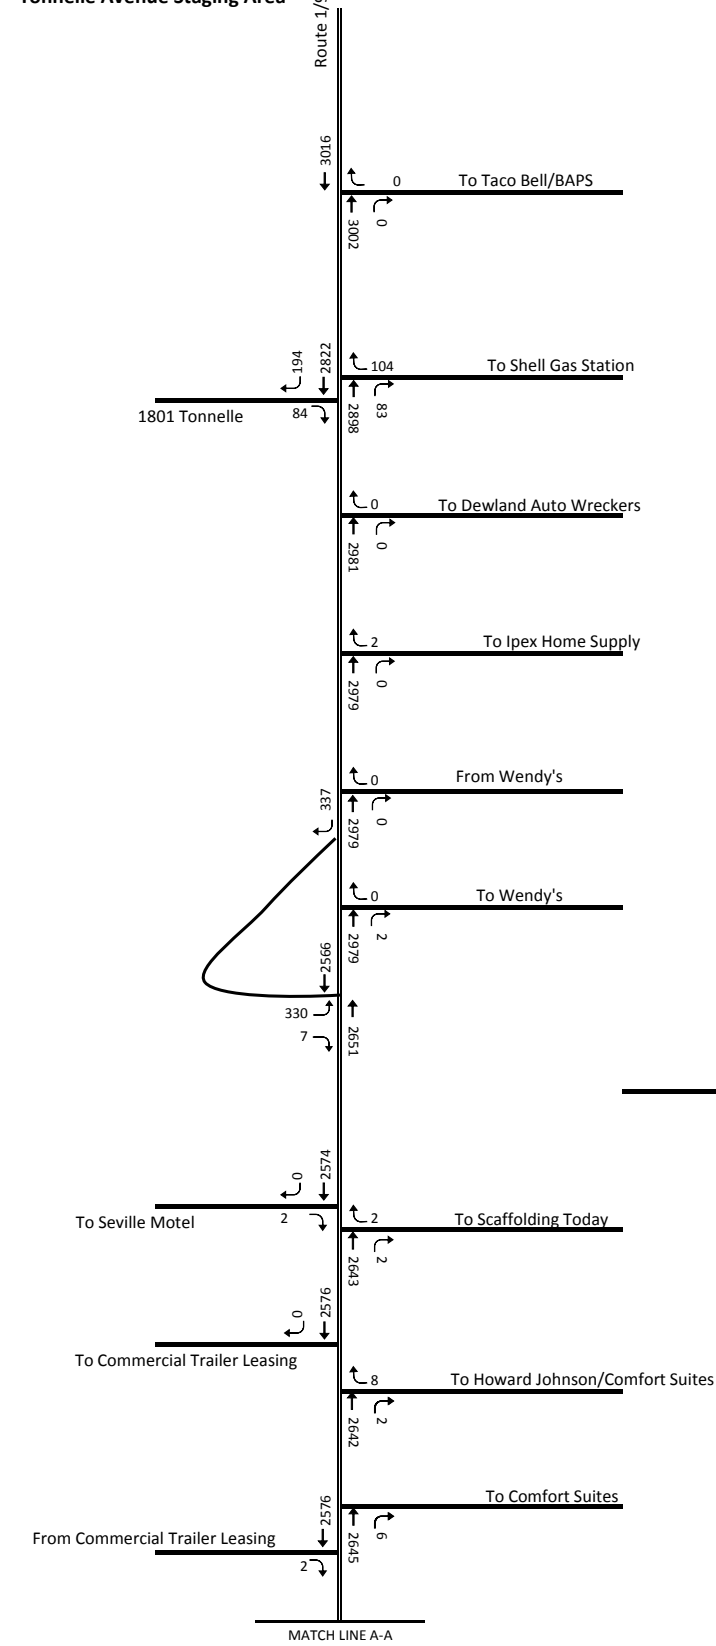 Tonnelle Avenue Staging Area
Route 1/9
3016
0
To Taco Bell/BAPS
3002
0
194
2822
104
To Shell Gas Station
84
1801 Tonnelle
2898
83
0
To Dewland Auto Wreckers
2981
0
2
To Ipex Home Supply
2979
0
337
0
From Wendy's
2979
0
0
To Wendy's
2979
2
2566
330
7
2651
0
2574
To Seville Motel
2
2
To Scaffolding Today
2643
2
0
2576
To Commercial Trailer Leasing
8
To Howard Johnson/Comfort Suites
2642
2
2576
To Comfort Suites
2645
6
From Commercial Trailer Leasing
2
MATCH LINE A-A